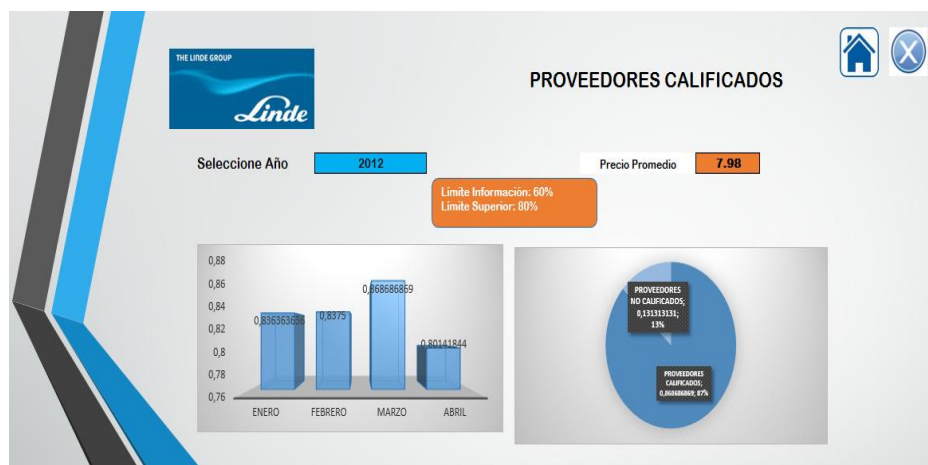 THE LINDE GROUP
Linde
PROVEEDORES CALIFICADOS
Seleccione Año
2012
Precio Promedio
7.98
Límite Información: 60%
Límite Superior: 80%
0,88
0,86
0,84
0,82
0,8
0,78
0,76
0,836363636
0,8375
0,868686869
0,80141844
ENERO
FEBRERO
MARZO
ABRIL
PROVEEDORES
NO CALIFICADOS;
0,131313131;
13%
PROVEEDORES
CALIFICADOS;
0,868686869; 87%